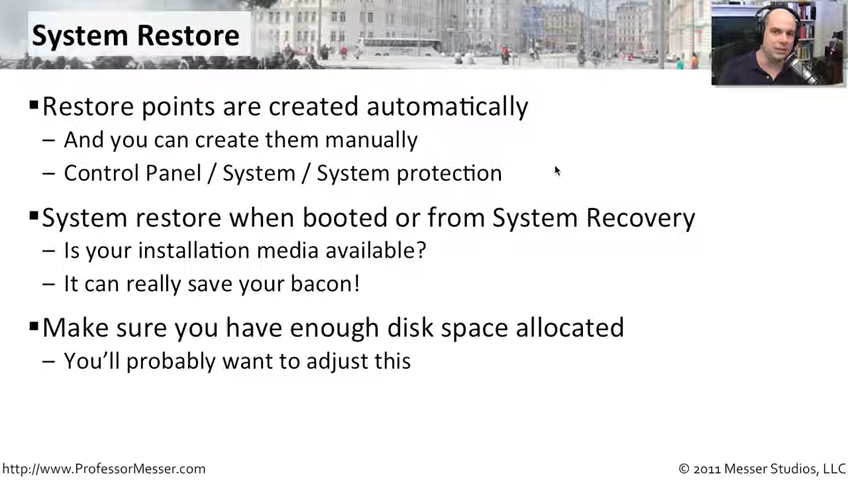 System Restore
▪Restore points are created automatically
– And you can create them manually
– Control Panel / System / System protection
▪System restore when booted or from System Recovery
– Is your installation media available?
– It can really save your bacon!
▪Make sure you have enough disk space allocated
– You’ll probably want to adjust this
http://www.ProfessorMesser.com
© 2011 Messer Studios, LLC